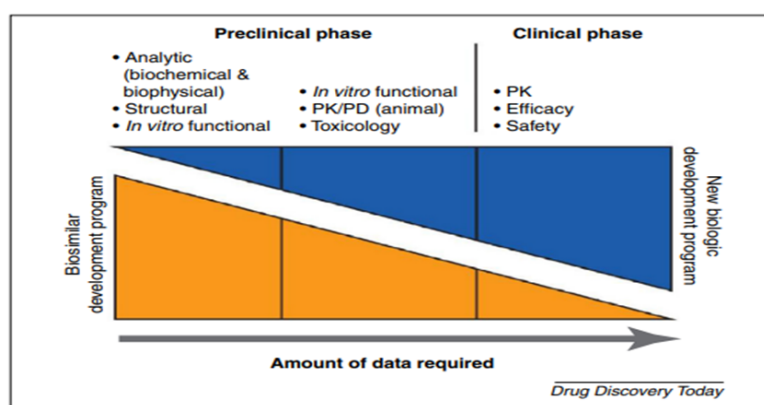 Preclinical phase
Clinical phase
• Analytic
(biochemical &
biophysical)
• Structural
• In vitro functional
• In vitro functional
• PK/PD (animal)
• Toxicology
• PK
• Efficacy
• Safety
Biosimilar
development program
New biologic
development program
Amount of data required
Drug Discovery Today